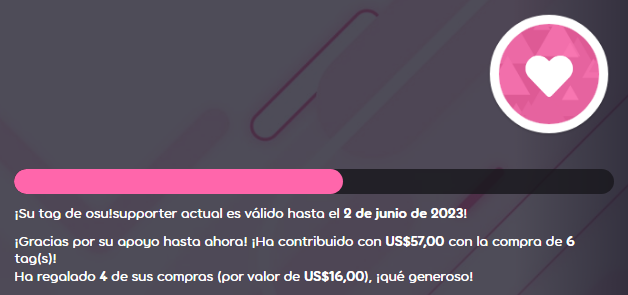 ¡Su tag de osu!supporter actual es válido hasta el 2 de junio de 2023!
¡Gracias por su apoyo hasta ahora! ¡Ha contribuido con US$57,00 con la compra de 6
tag(s)!
Ha regalado 4 de sus compras (por valor de US$16,00), ¡qué generoso!